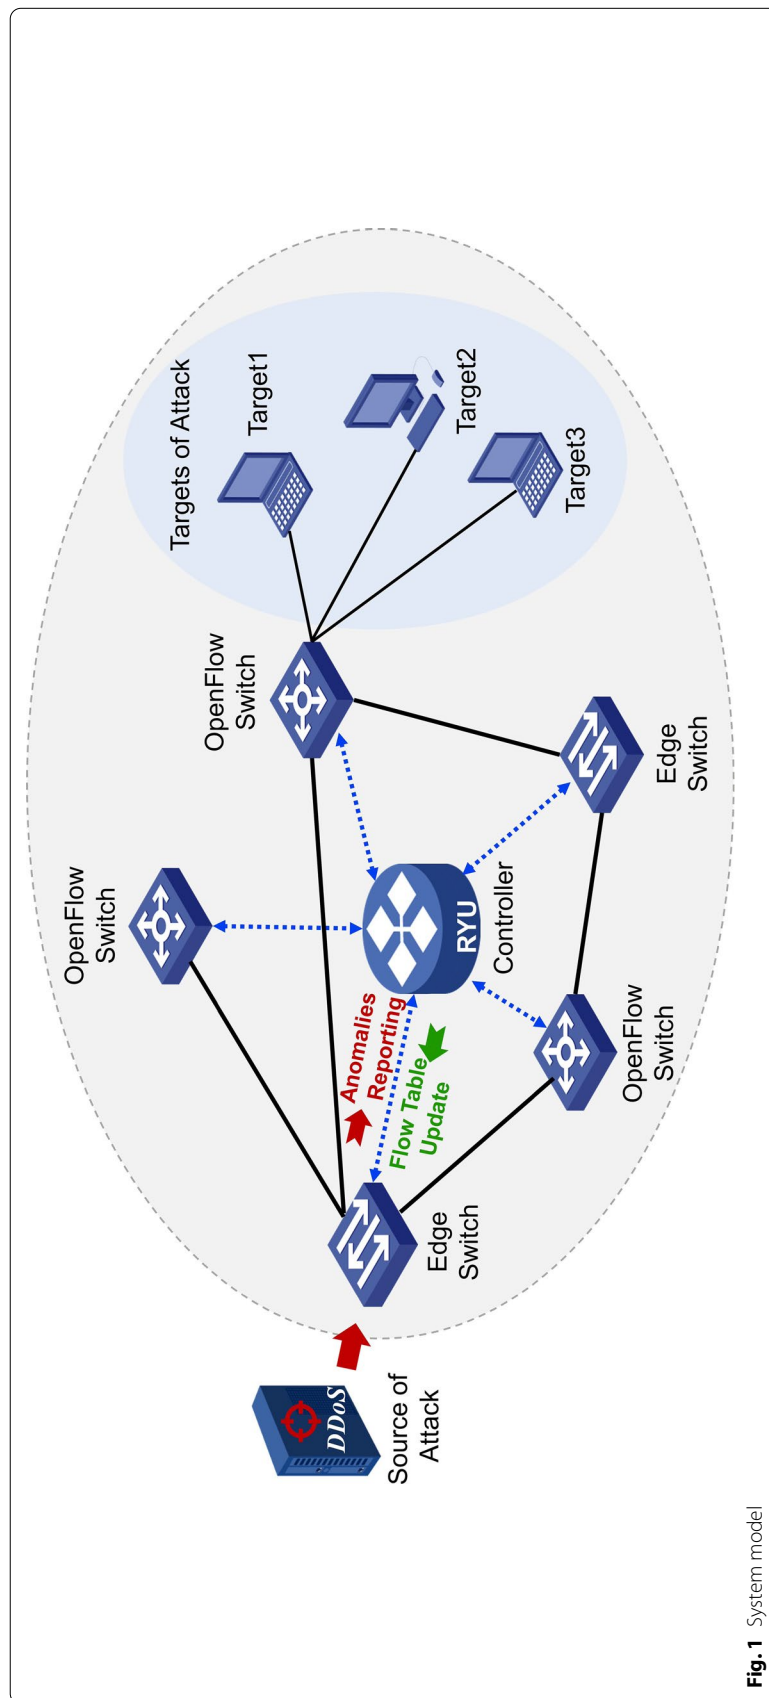 Source of
Attack
DDoS
Edge
Switch
Anomalies
Reporting
Flow Table
Update
OpenFlow
Switch
RYU
Controller
OpenFlow
Switch
OpenFlow
Switch
Edge
Switch
Targets of Attack
Target1
Target2
Target3
Fig. 1 System model